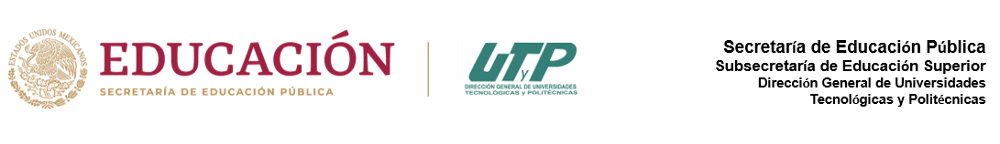 ESTADOS UNIDOS MEXICANOS
EDUCACIÓN
SECRETARÍA DE EDUCACIÓN PÚBLICA
UTyP
DIRECCIÓN GENERAL DE UNIVERSIDADES
TECNOLÓGICAS y POLITÉCNICAS
Secretaría de Educación Pública
Subsecretaría de Educación Superior
Dirección General de Universidades
Tecnológicas y Politécnicas